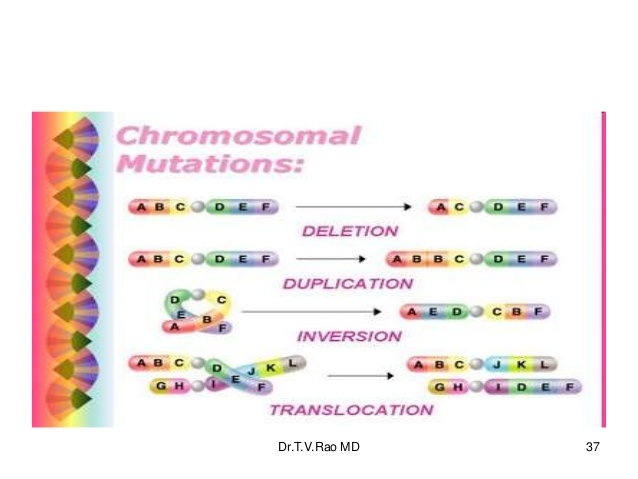 Chromosomal
Mutations:
A B C D E F A C D E F
DELETION
A B C D E F A B B C D E F
DUPLICATION
D C
E B
A F
A E D C B F
INVERSION
A B C D E J K L A B C J K L
G H I F G H I D E F
TRANSLOCATION
Dr.T.V.Rao MD 37